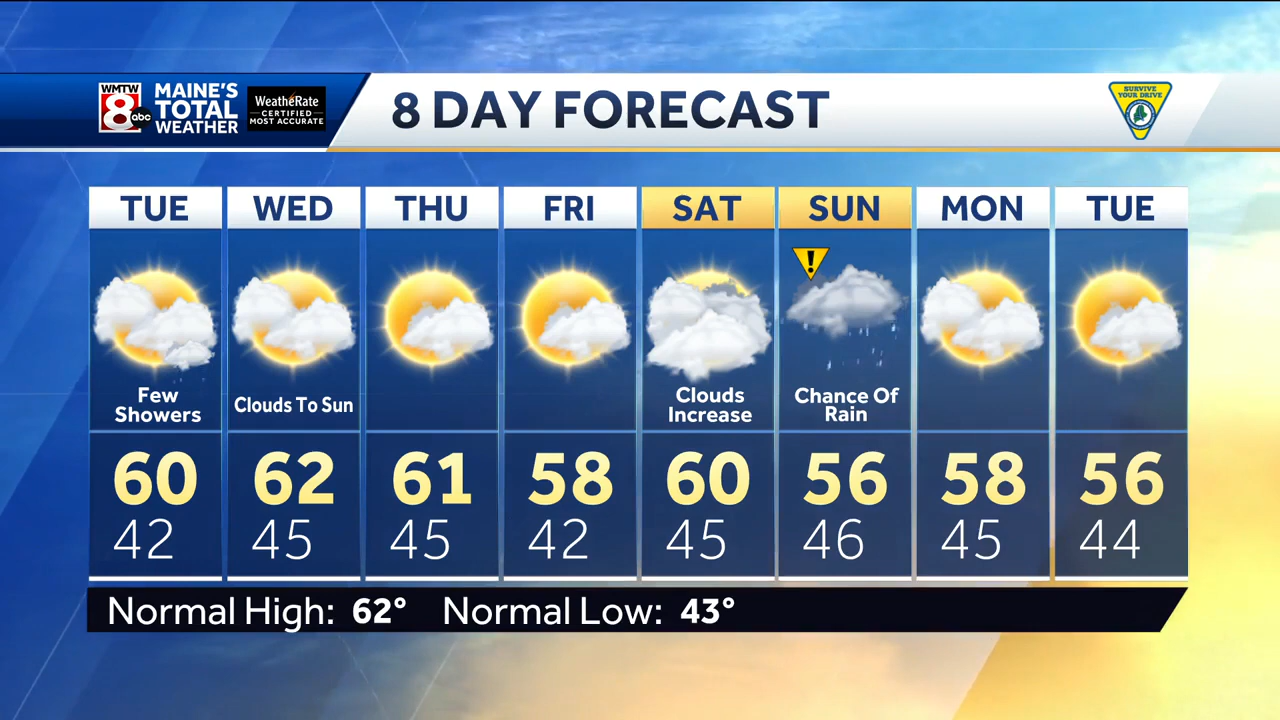 WMTW
8
abc
MAINE'S
TOTAL
WEATHER
WeatheRate
CERTIFIED
MOST ACCURATE
8 DAY FORECAST
SURVIVE
YOUR DRIVE
TUE WED THU FRI SAT SUN MON TUE
!
Few
Showers
Clouds To Sun
Clouds
Increase
Chance Of
Rain
60 62 61 58 60 56 58 56
42 45 45 42 45 46 45 44
Normal High: 62° Normal Low: 43°